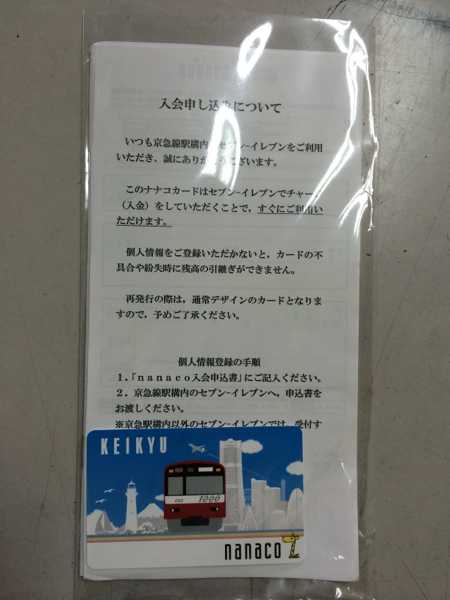 入会申し込みについて
いつも京急線駅構内のセブン-イレブンをご利用
いただき、誠にありがとうございます。
このナナコカードはセブン-イレブンでチャージ
(入金)をしていただくことで、すぐにご利用い
ただけます。
個人情報をご登録いただかないと、カードの不
具合や紛失時に残高の引継ぎができません。
再発行の際は、通常デザインのカードとなりま
すので、予めご了承ください。
個人情報登録の手順
1.「nanaco入会申込書」にご記入ください。
2.京急線駅構内のセブン-イレブンへ、申込書を
お渡しください。
※京急駅構内以外のセブン-イレブンでは、受付す
KEIKYU
1000
nanaco